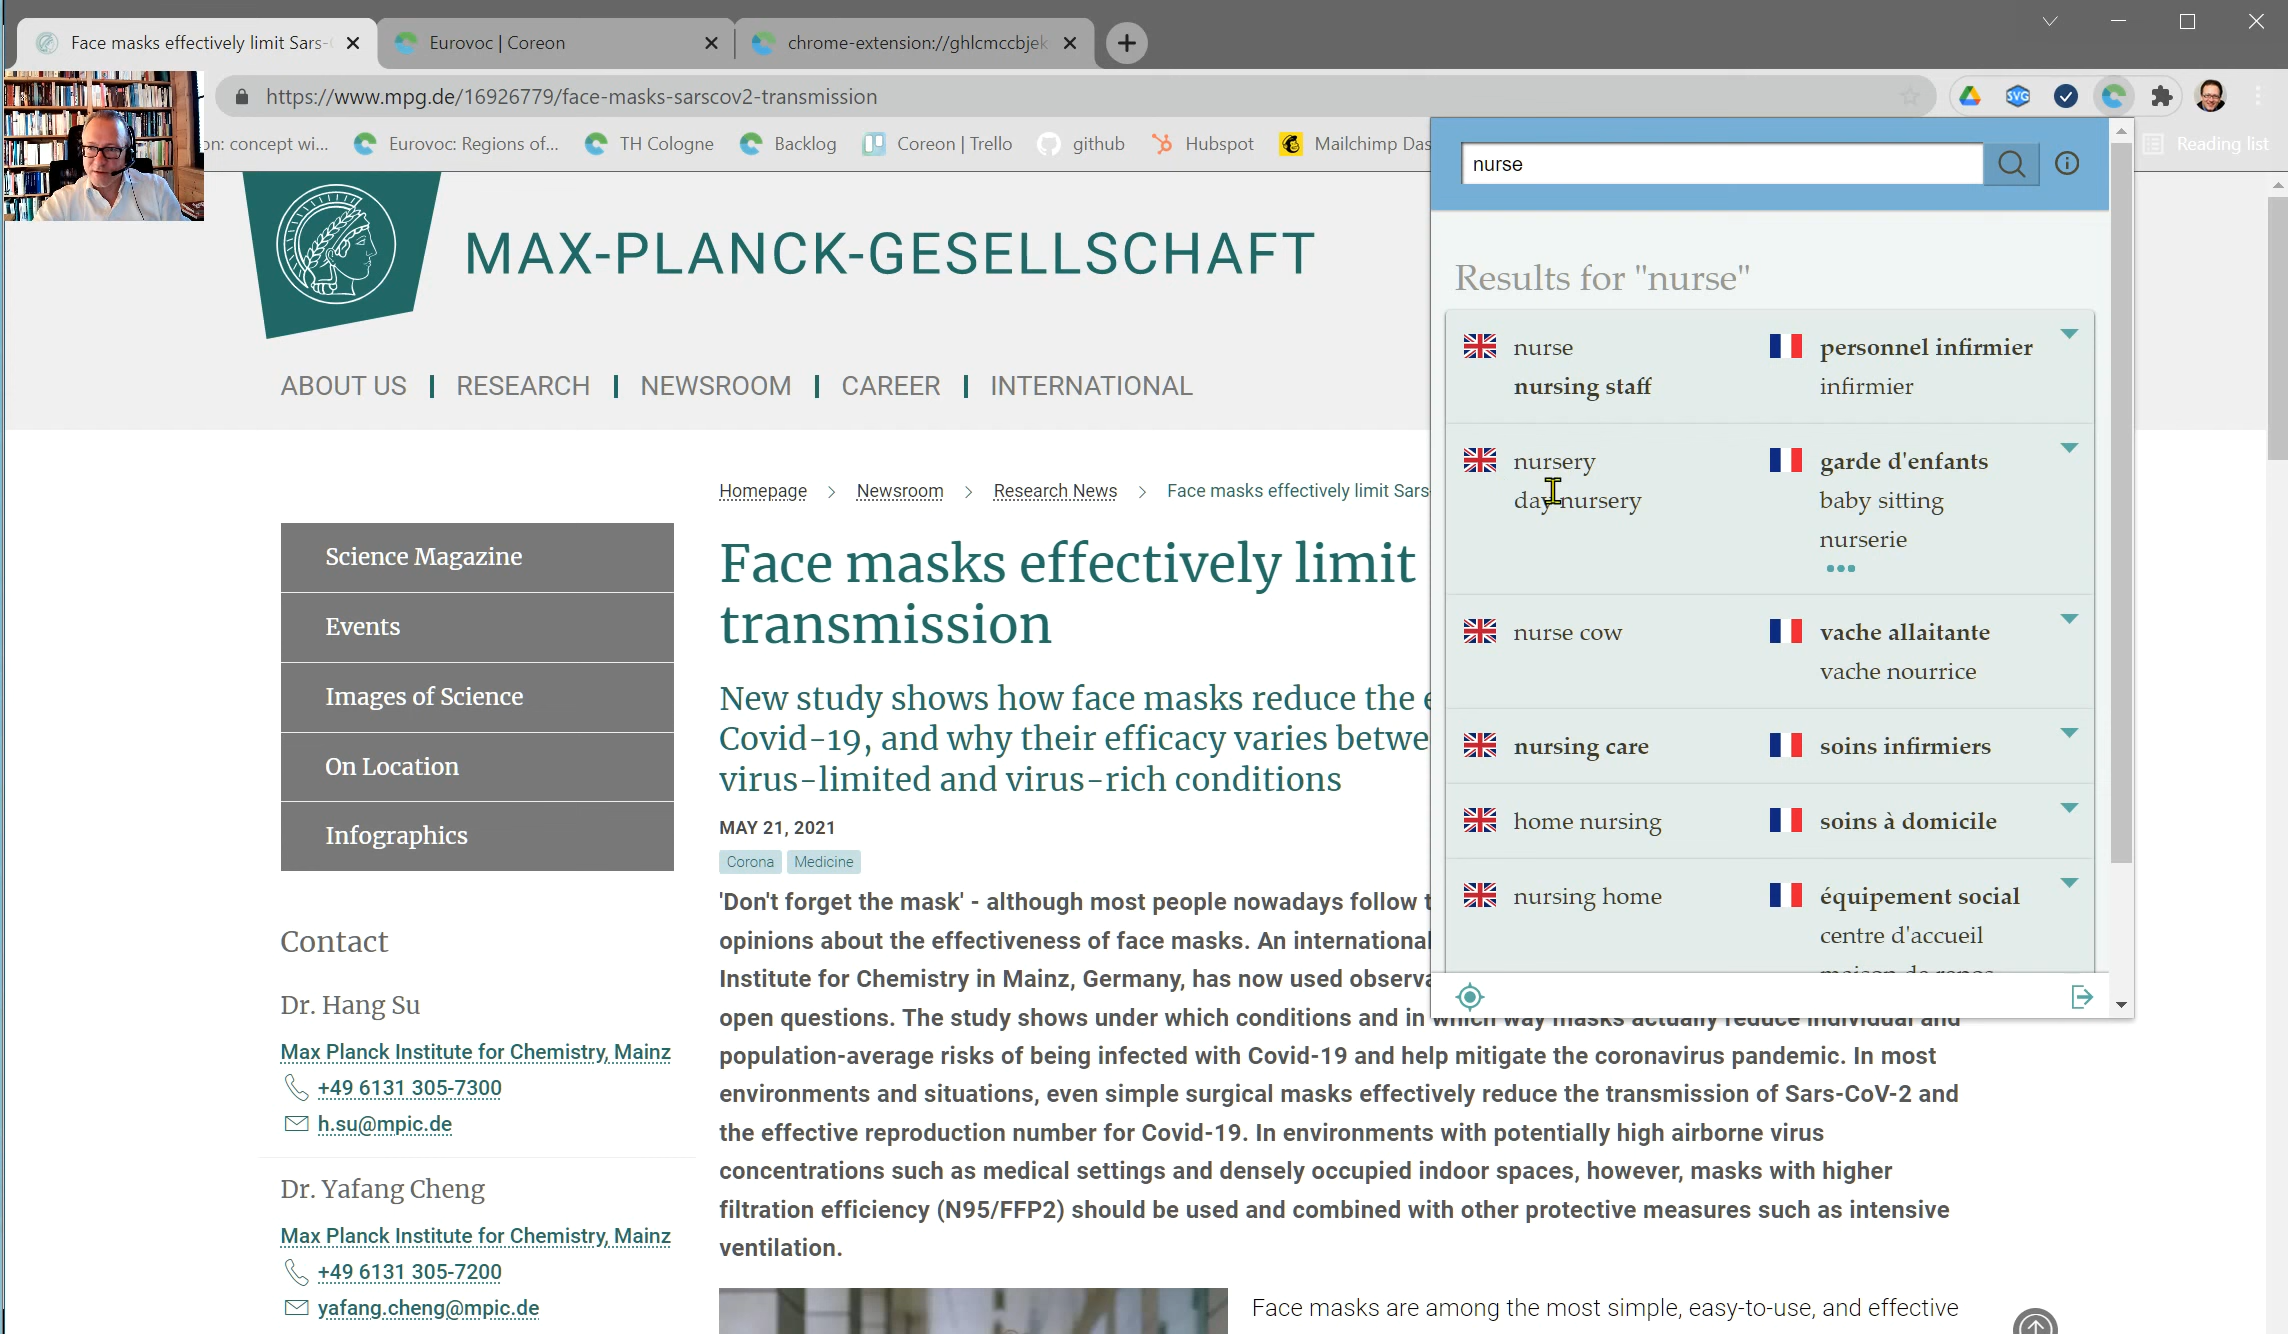 Face masks effectively limit Sars-
Eurovoc | Coreon
chrome-extension://ghlcmccbjek
https://www.mpg.de/16926779/face-masks-sarscov2-transmission
SVG
on: concept wi...
Eurovoc: Regions of...
TH Cologne
Backlog
Coreon | Trello
github
Hubspot
Mailchimp Das
Reading list
MAX-PLANCK-GESELLSCHAFT
ABOUT US | RESEARCH | NEWSROOM | CAREER | INTERNATIONAL
Homepage > Newsroom > Research News > Face masks effectively limit Sars
Science Magazine
Events
Images of Science
On Location
Infographics
Contact
Dr. Hang Su
Max Planck Institute for Chemistry, Mainz
+49 6131 305-7300
h.su@mpic.de
Dr. Yafang Cheng
Max Planck Institute for Chemistry, Mainz
+49 6131 305-7200
yafang.cheng@mpic.de
Face masks effectively limit
transmission
New study shows how face masks reduce the
Covid-19, and why their efficacy varies betwe
virus-limited and virus-rich conditions
MAY 21, 2021
Corona Medicine
'Don't forget the mask' - although most people nowadays follow
opinions about the effectiveness of face masks. An international
Institute for Chemistry in Mainz, Germany, has now used observa
open questions. The study shows under which conditions and in which way masks actually reduce individual and
population-average risks of being infected with Covid-19 and help mitigate the coronavirus pandemic. In most
environments and situations, even simple surgical masks effectively reduce the transmission of Sars-CoV-2 and
the effective reproduction number for Covid-19. In environments with potentially high airborne virus
concentrations such as medical settings and densely occupied indoor spaces, however, masks with higher
filtration efficiency (N95/FFP2) should be used and combined with other protective measures such as intensive
ventilation.
Face masks are among the most simple, easy-to-use, and effective
nurse
Results for "nurse"
nurse
nursing staff
personnel infirmier
infirmier
nursery
day nursery
garde d'enfants
baby sitting
nurserie
nurse cow
vache allaitante
vache nourrice
nursing care
soins infirmiers
home nursing
soins à domicile
nursing home
équipement social
centre d'accueil